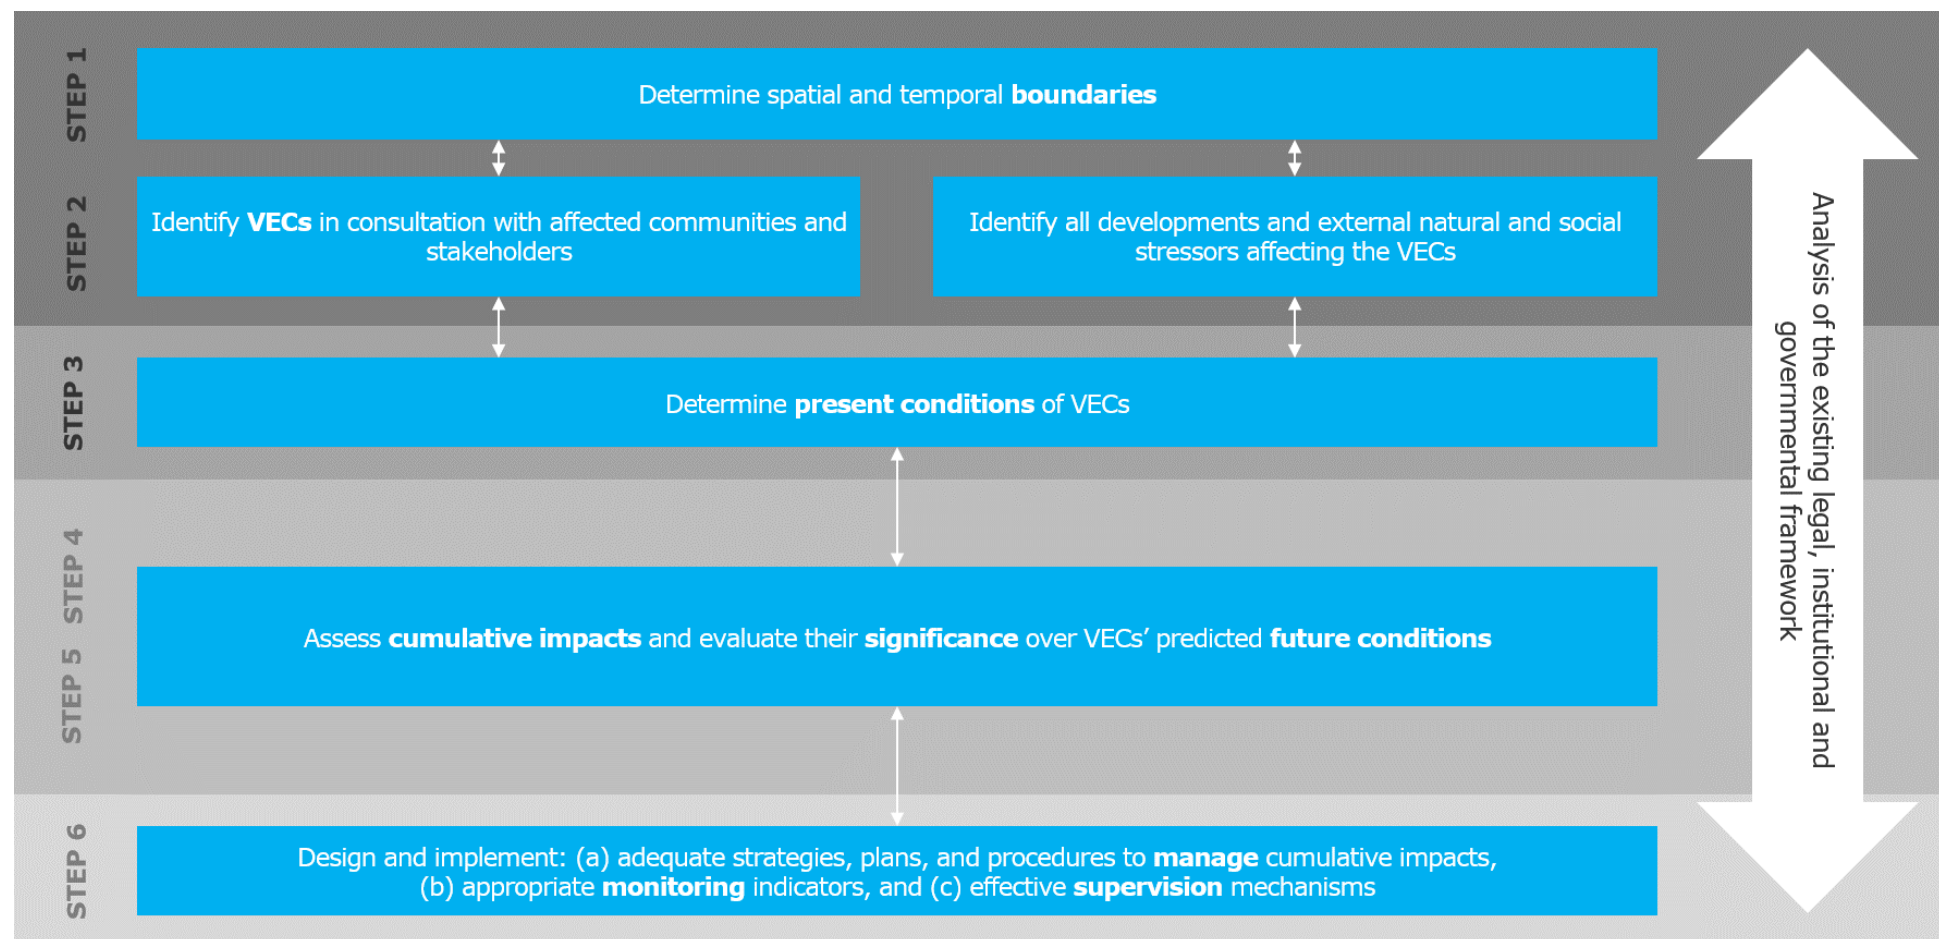 STEP 1
Determine spatial and temporal boundaries
STEP 2
Identify VECs in consultation with affected communities and
stakeholders
Identify all developments and external natural and social
stressors affecting the VECs
STEP 3
Determine present conditions of VECs
STEP 4
STEP 5
Assess cumulative impacts and evaluate their significance over VECs’ predicted future conditions
STEP 6
Design and implement: (a) adequate strategies, plans, and procedures to manage cumulative impacts,
(b) appropriate monitoring indicators, and (c) effective supervision mechanisms
Analysis of the existing legal, institutional and
governmental framework